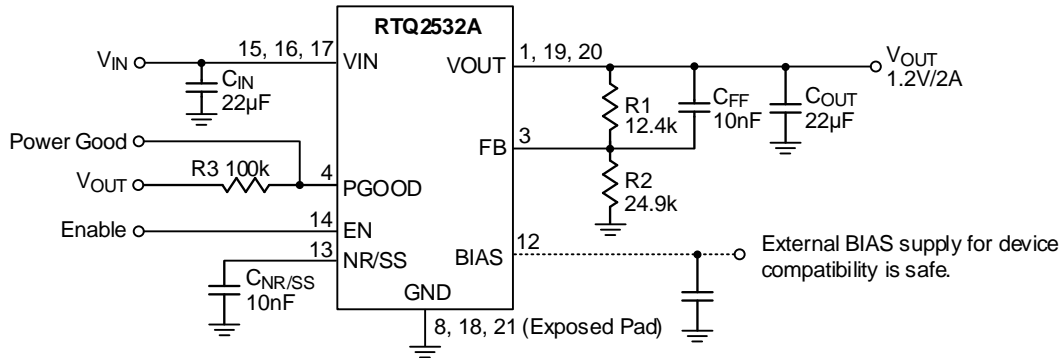 RTQ2532A
VIN
15, 16, 17
VIN
CIN
22μF
VOUT
1, 19, 20
VOUT
1.2V/2A
R1
12.4k
CFF
10nF
COUT
22μF
Power Good
FB
3
VOUT
R3 100k
4
PGOOD
R2
24.9k
Enable
14
EN
13
NR/SS
BIAS
12
External BIAS supply for device
compatibility is safe.
CNR/SS
10nF
GND
8, 18, 21 (Exposed Pad)